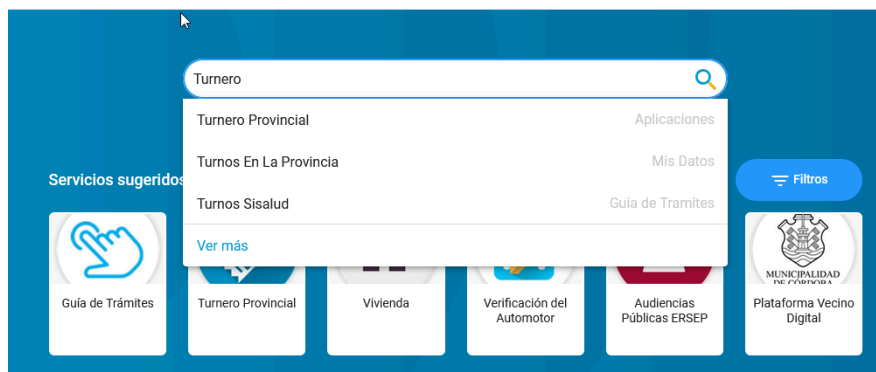 Turnero
Turnero Provincial Aplicaciones
Turnos En La Provincia Mis Datos
Turnos Sisalud Guia de Tramites
Ver más
Servicios sugeridos
Filtros
Guía de Trámites
Turnero Provincial
Vivienda
Verificación del
Automotor
Audiencias
Públicas ERSEP
MUNICIPALIDAD
DE CÓRDOBA
Plataforma Vecino
Digital